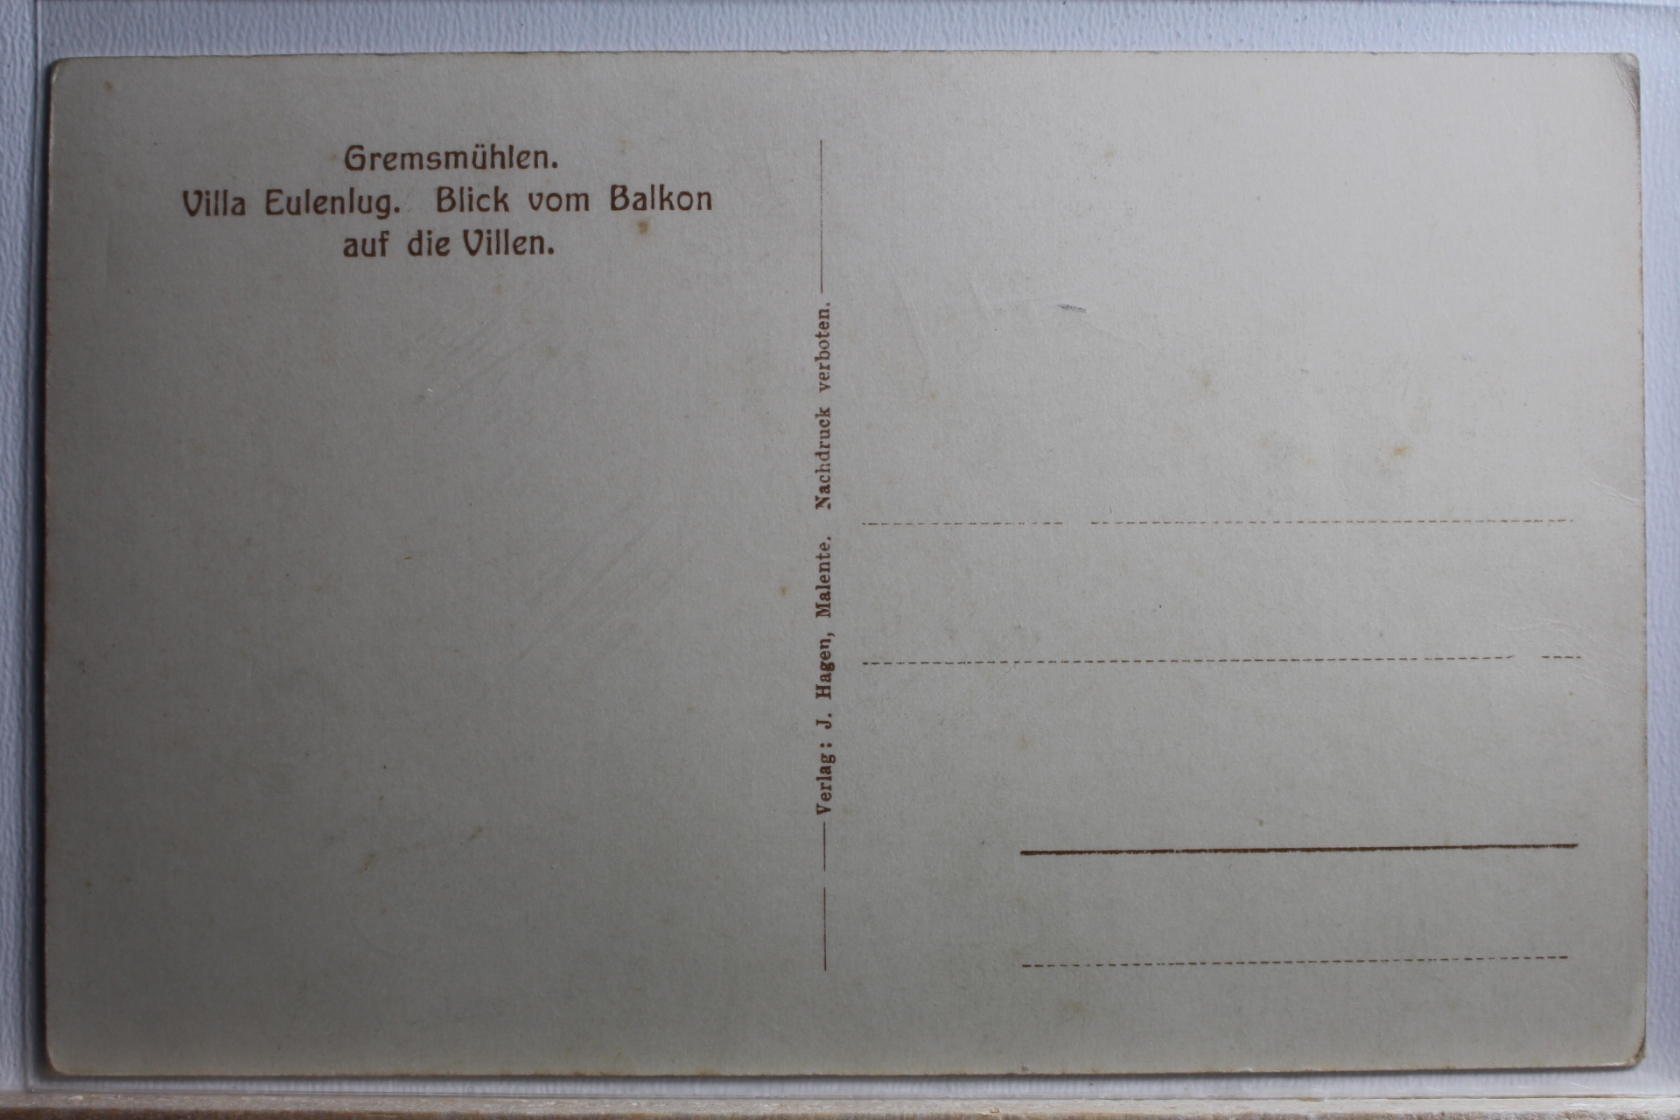 Gremsmühlen.
Villa Eulenlug. Blick vom Balkon
auf die Villen.
Verlag: J. Hagen, Malente. Nachdruck verboten.